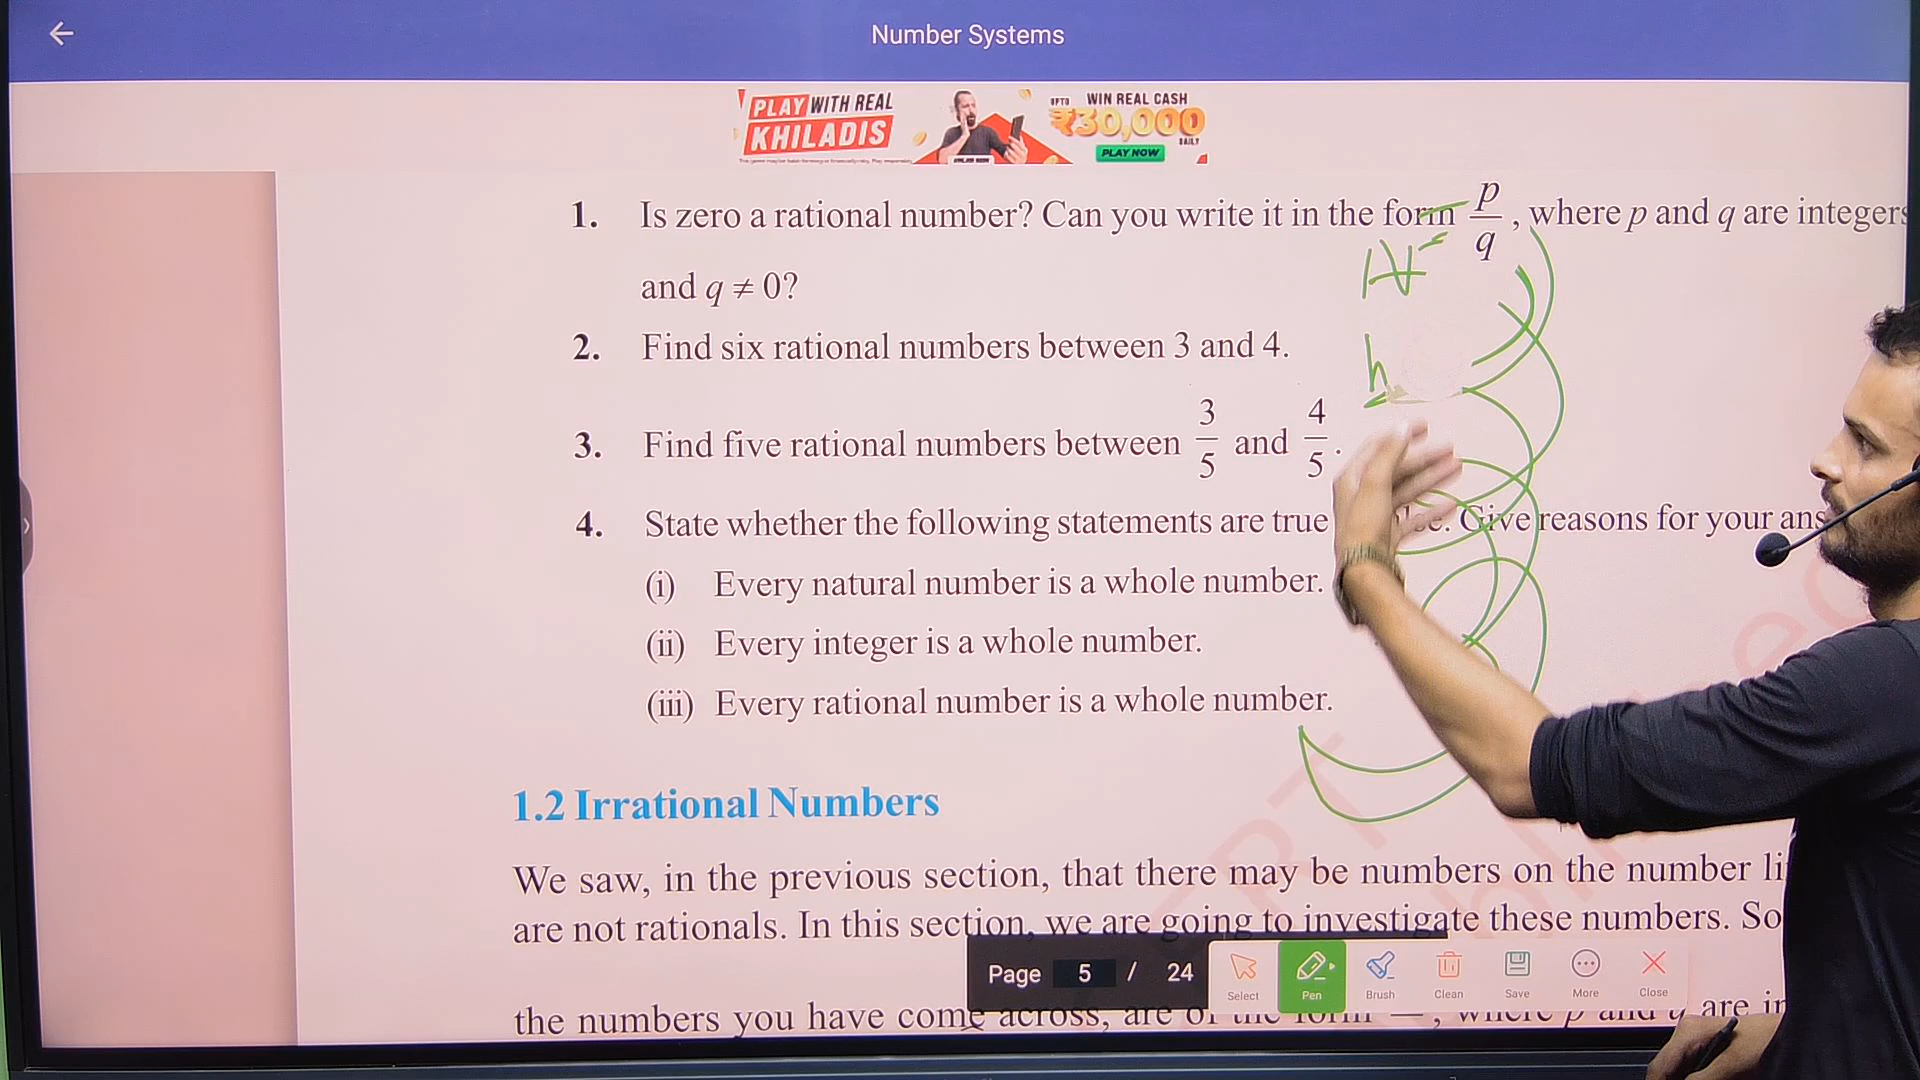 Number Systems
PLAY WITH REAL
KHILADIS
UPTO WIN REAL CASH
₹30,000
DAILY
PLAY NOW
1. Is zero a rational number? Can you write it in the form p/q, where p and q are integers
and q ≠ 0?
2. Find six rational numbers between 3 and 4.
3. Find five rational numbers between 3/5 and 4/5.
4. State whether the following statements are true Give reasons for your ans
(i) Every natural number is a whole number.
(ii) Every integer is a whole number.
(iii) Every rational number is a whole number.
1.2 Irrational Numbers
We saw, in the previous section, that there may be numbers on the number li
are not rationals. In this section, we are going to investigate these numbers. So
Page 5 / 24
Select Pen Brush Clean Save More Close
the numbers you have come across, are of the form , where p and q are in